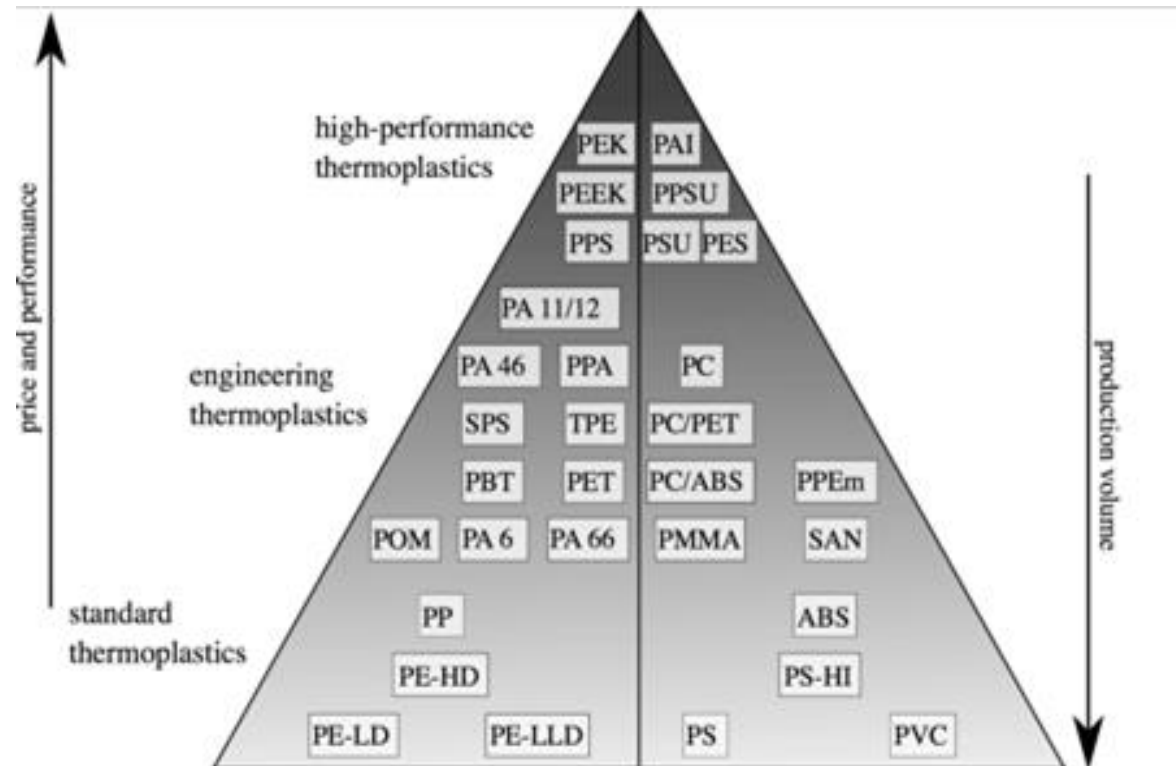 high-performance
thermoplastics
PEK PAI
PEEK PPSU
PPS PSU PES
PA 11/12
engineering
thermoplastics
PA 46 PPA PC
SPS TPE PC/PET
PBT PET PC/ABS PPEm
POM PA 6 PA 66 PMMA SAN
standard
thermoplastics
PP ABS
PE-HD PS-HI
PE-LD PE-LLD PS PVC
price and performance
production volume